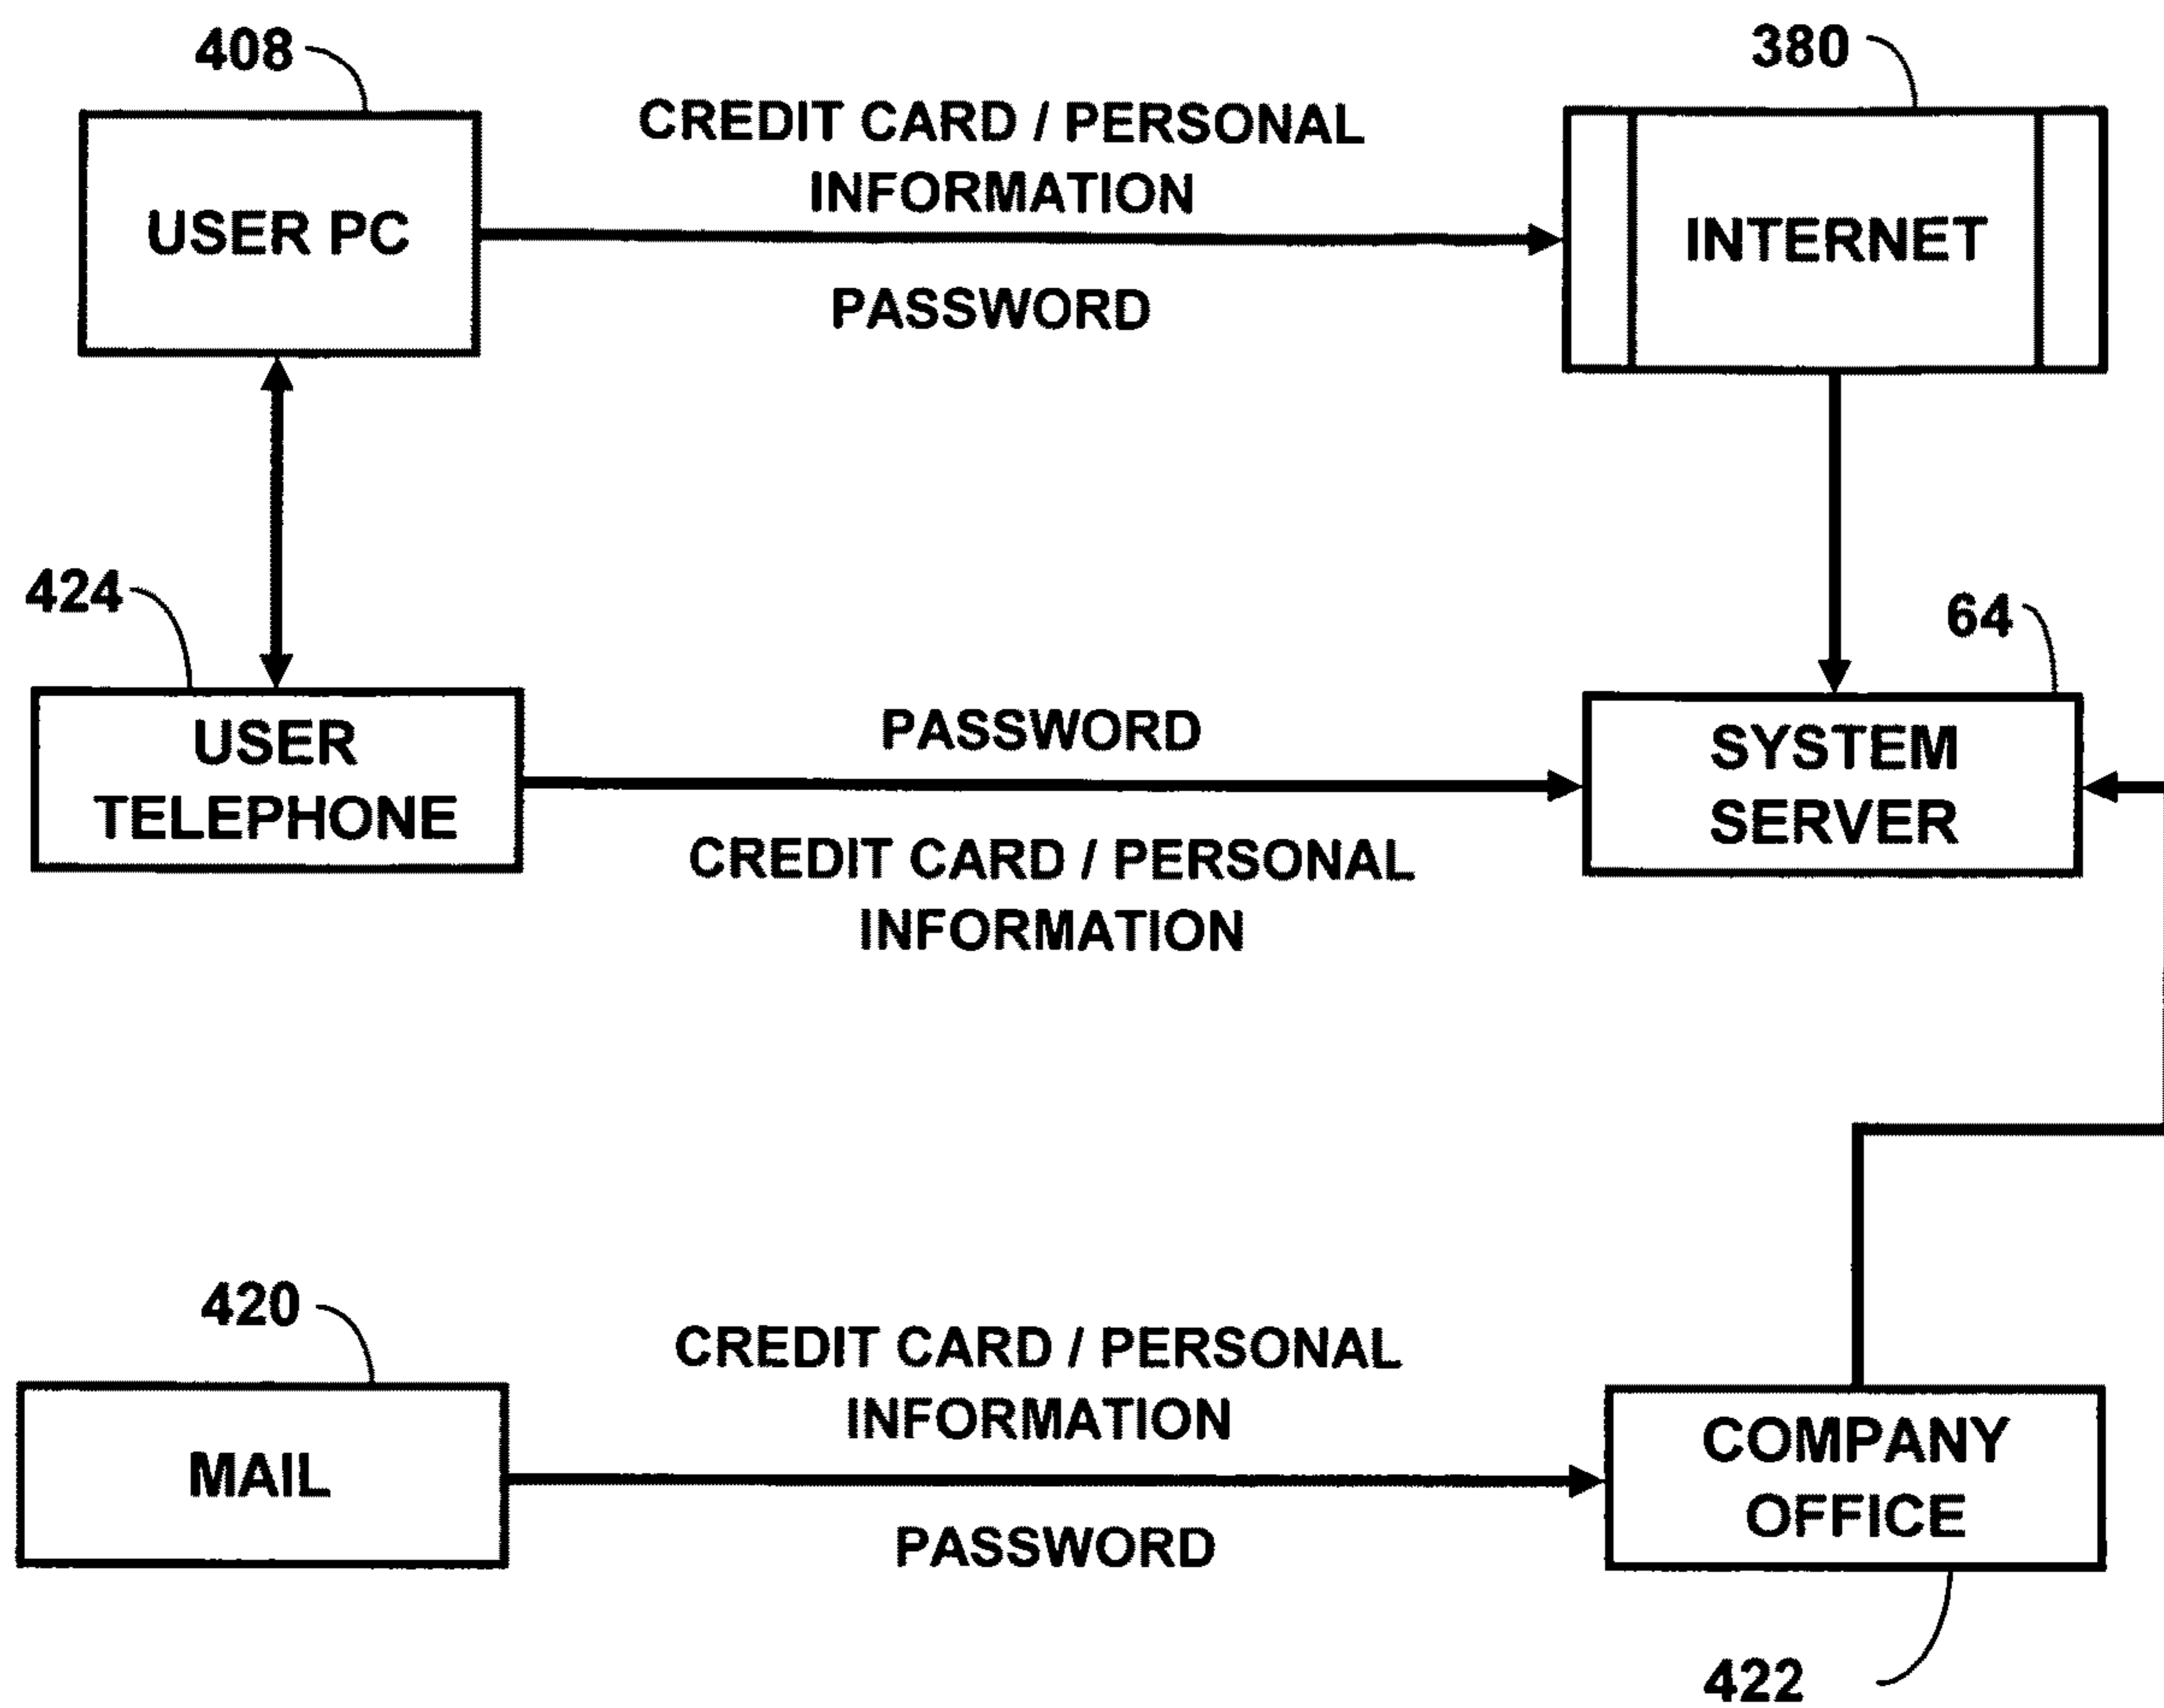 408
380
CREDIT CARD / PERSONAL
INFORMATION
USER PC
INTERNET
PASSWORD
424
64
USER
TELEPHONE
PASSWORD
SYSTEM
SERVER
CREDIT CARD / PERSONAL
INFORMATION
420
CREDIT CARD / PERSONAL
INFORMATION
MAIL
COMPANY
OFFICE
PASSWORD
422